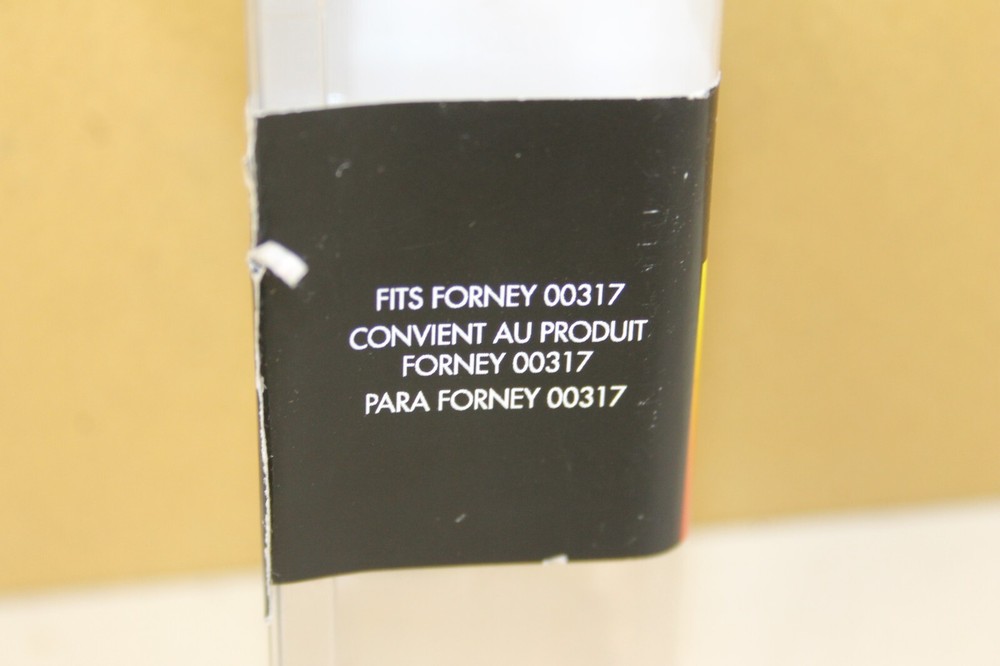 FITS FORNEY 00317
CONVIENT AU PRODUIT
FORNEY 00317
PARA FORNEY 00317